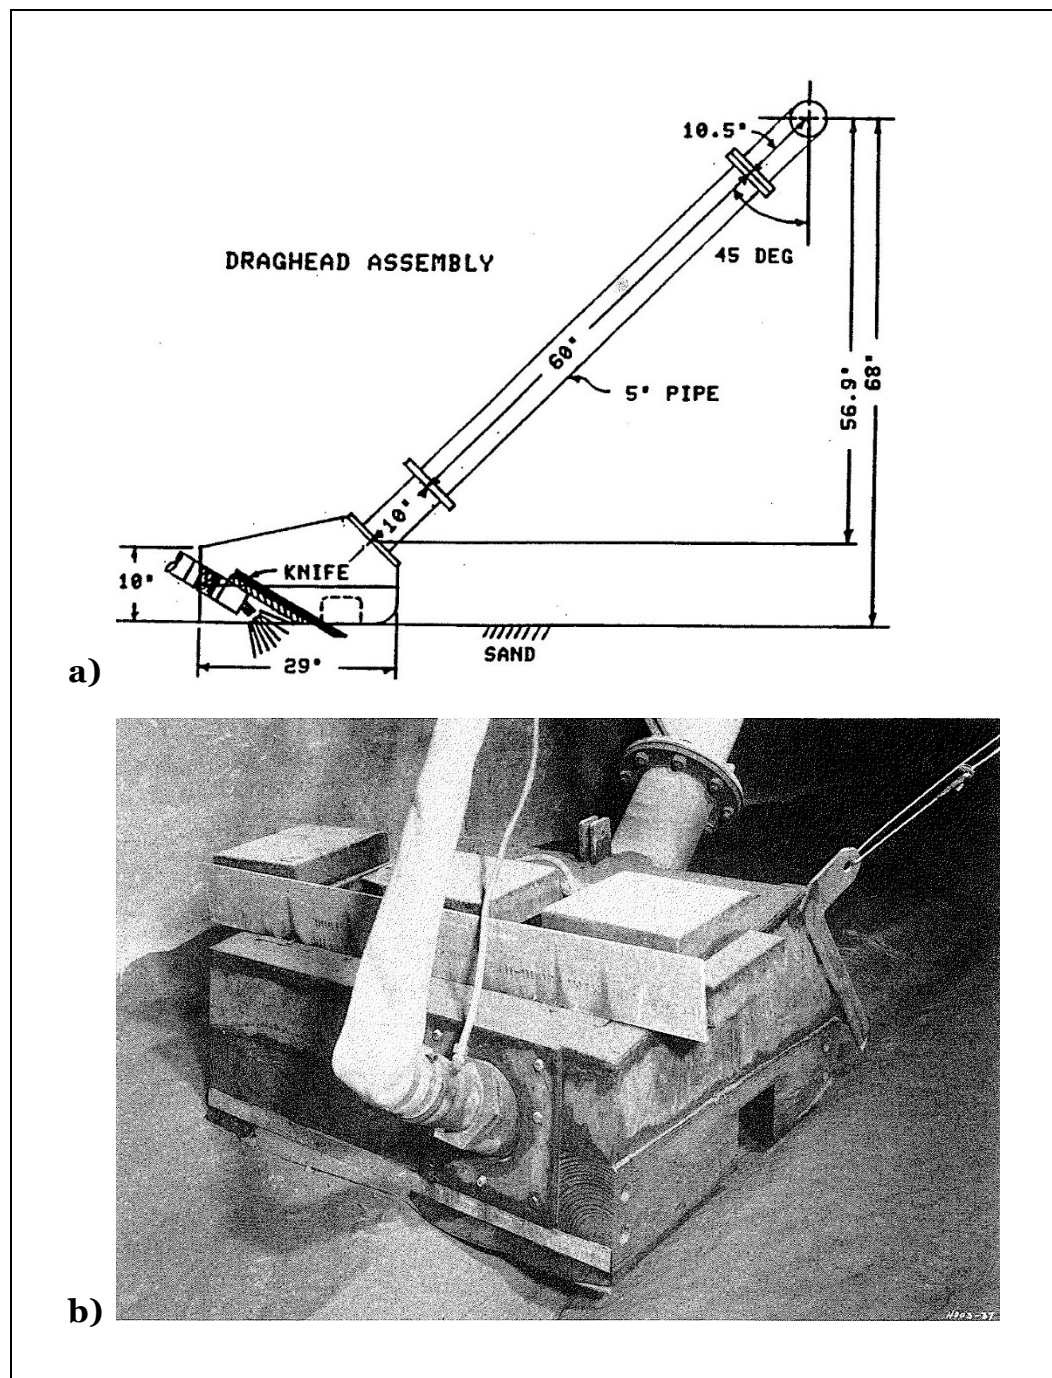 10.5"
45 DEG
DRAGHEAD ASSEMBLY
60"
5" PIPE
56.9"
68"
10"
KNIFE
10"
SAND
29"
a)
b)